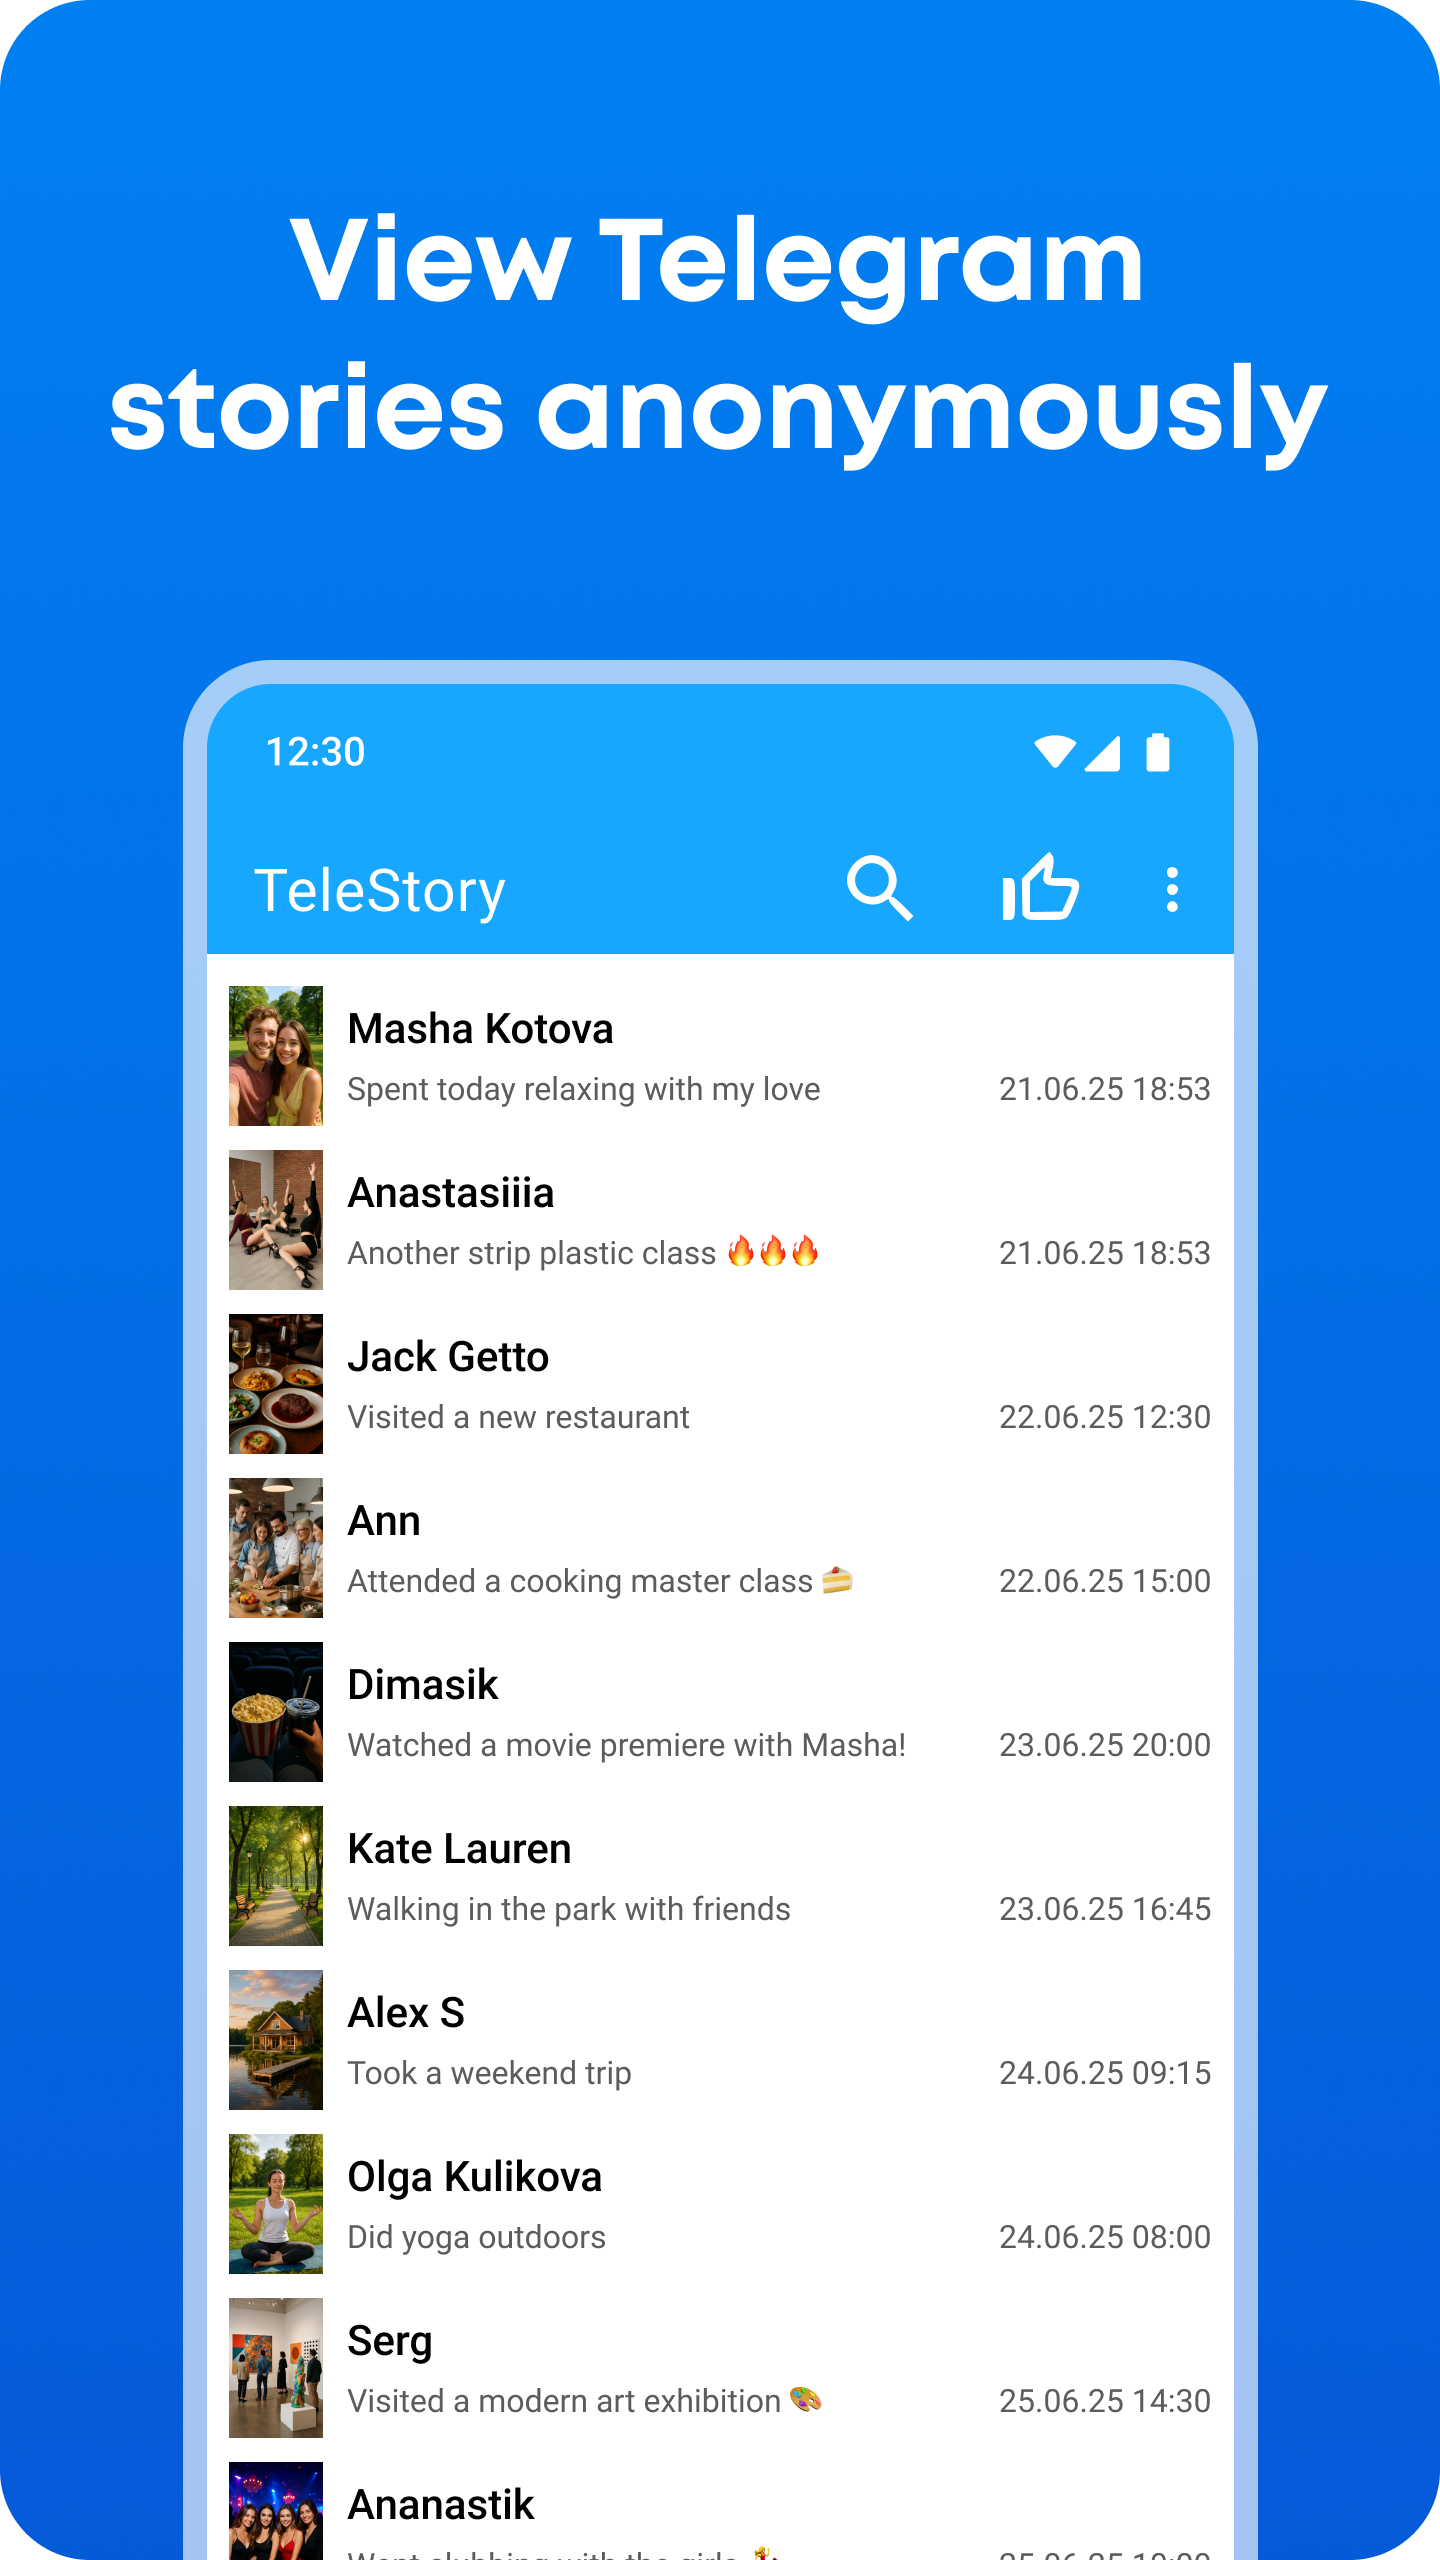 View Telegram
stories anonymously
12:30
TeleStory
Masha Kotova
Spent today relaxing with my love 21.06.25 18:53
Anastasiiia
Another strip plastic class 🔥🔥🔥 21.06.25 18:53
Jack Getto
Visited a new restaurant 22.06.25 12:30
Ann
Attended a cooking master class 🍰 22.06.25 15:00
Dimasik
Watched a movie premiere with Masha! 23.06.25 20:00
Kate Lauren
Walking in the park with friends 23.06.25 16:45
Alex S
Took a weekend trip 24.06.25 09:15
Olga Kulikova
Did yoga outdoors 24.06.25 08:00
Serg
Visited a modern art exhibition 🎨 25.06.25 14:30
Ananastik
Went clubbing with the girls 💃